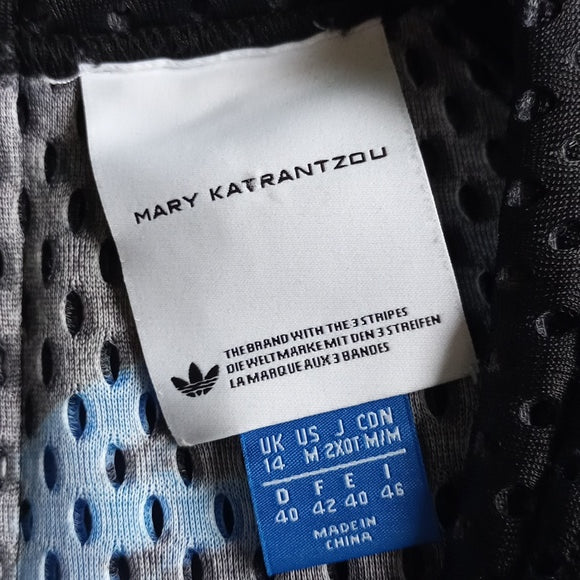 MARY KATRANTZOU
THE BRAND WITH THE 3 STRIPES
DIE WELTMARKE MIT DEN 3 STREIFEN
LA MARQUE AUX 3 BANDES
UK US J CDN
14 M 2XOT M/M
D F E I
40 42 40 46
MADE IN
CHINA